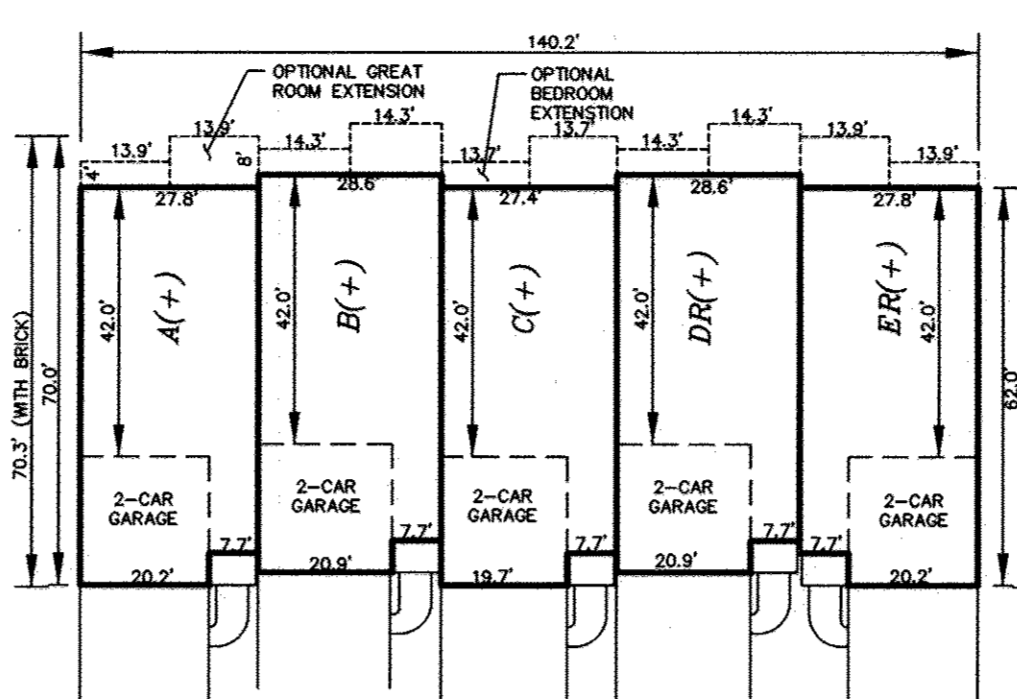 140.2'
OPTIONAL GREAT
ROOM EXTENSION
OPTIONAL
BEDROOM
EXTENSTION
13.9'
13.9'
14.3'
14.3'
13.7'
13.7'
14.3'
14.3'
13.9'
13.9'
4'
8'
27.8'
28.6'
27.4'
28.6'
27.8'
70.3' (WITH BRICK)
70.0'
42.0'
A(+)
42.0'
B(+)
42.0'
C(+)
42.0'
DR(+)
42.0'
ER(+)
62.0'
2-CAR
GARAGE
2-CAR
GARAGE
2-CAR
GARAGE
2-CAR
GARAGE
2-CAR
GARAGE
7.7'
7.7'
7.7'
7.7'
7.7'
20.2'
20.9'
19.7'
20.9'
20.2'